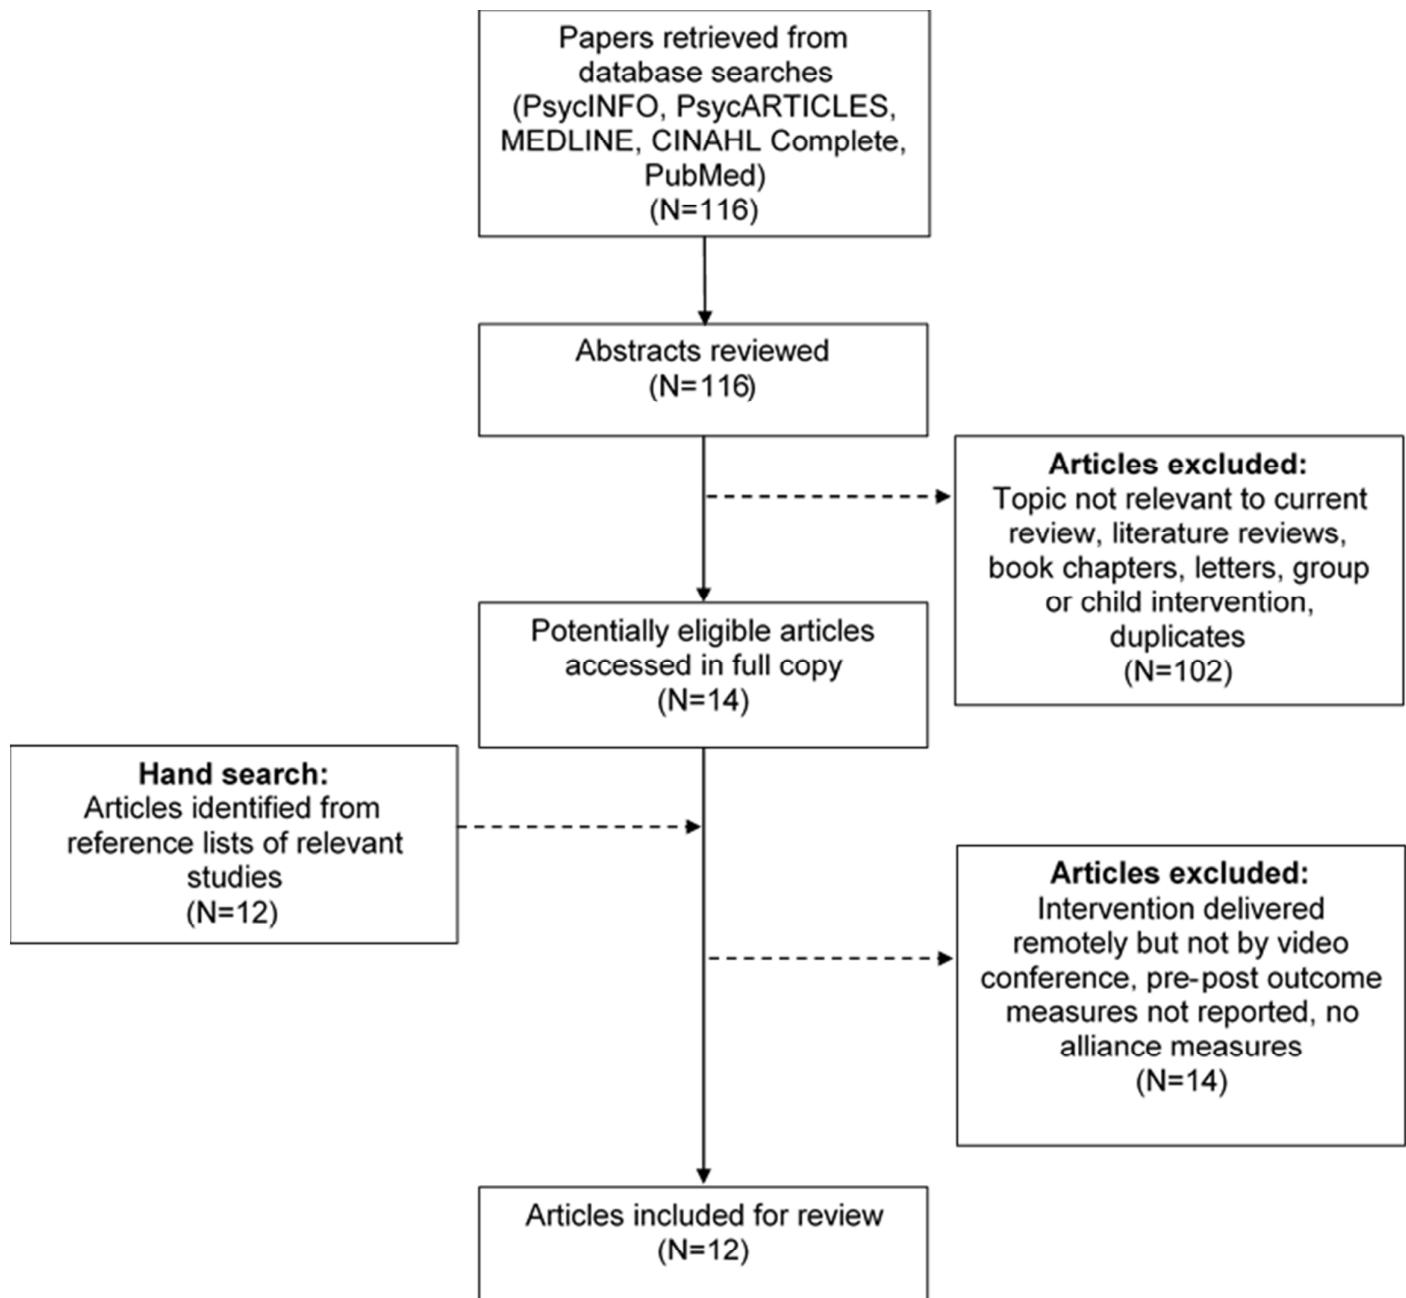 Papers retrieved from
database searches
(PsycINFO, PsycARTICLES,
MEDLINE, CINAHL Complete,
PubMed)
(N=116)
Abstracts reviewed
(N=116)
Articles excluded:
Topic not relevant to current
review, literature reviews,
book chapters, letters, group
or child intervention,
duplicates
(N=102)
Potentially eligible articles
accessed in full copy
(N=14)
Hand search:
Articles identified from
reference lists of relevant
studies
(N=12)
Articles excluded:
Intervention delivered
remotely but not by video
conference, pre-post outcome
measures not reported, no
alliance measures
(N=14)
Articles included for review
(N=12)